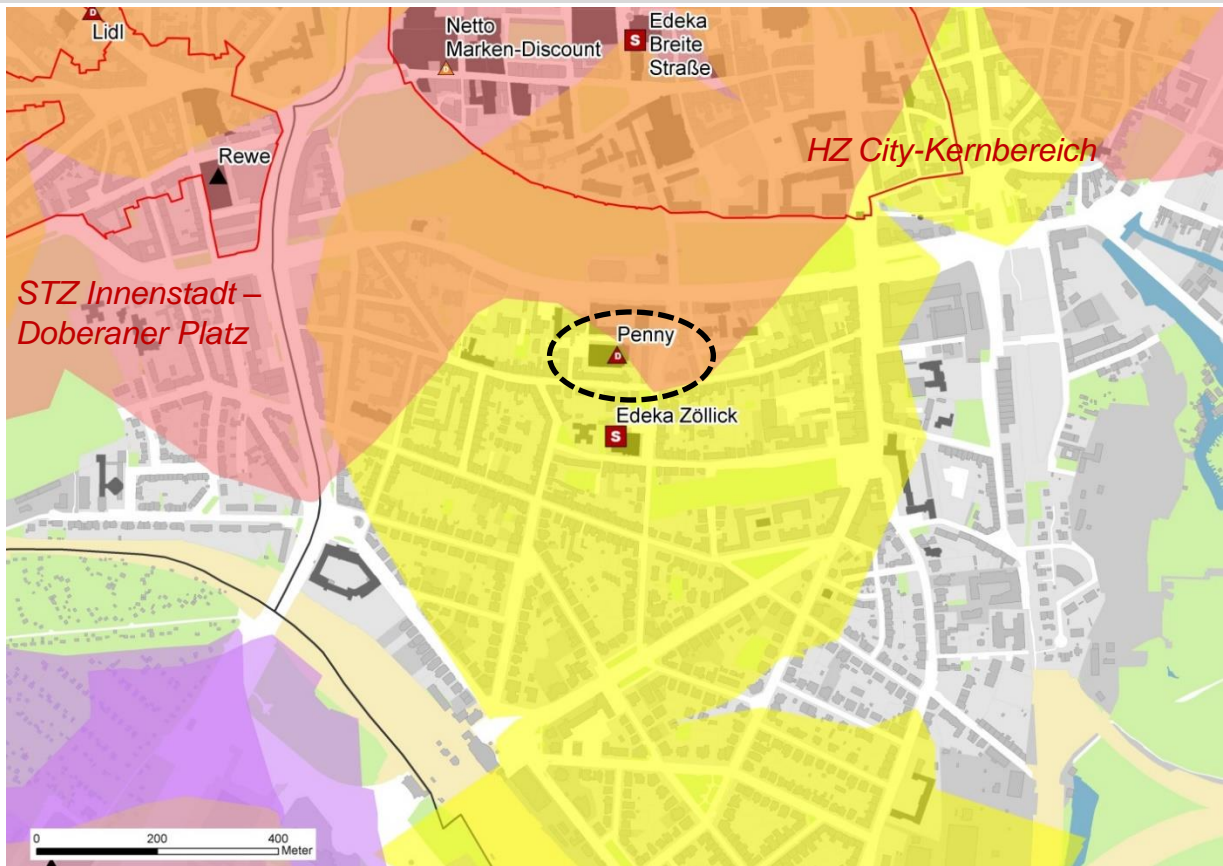 D
Lidl
Netto
Marken-Discount
S
Edeka
Breite
Straße
HZ City-Kernbereich
Rewe
STZ Innenstadt –
Doberaner Platz
Penny
D
Edeka Zöllick
S
0 200 400
Meter